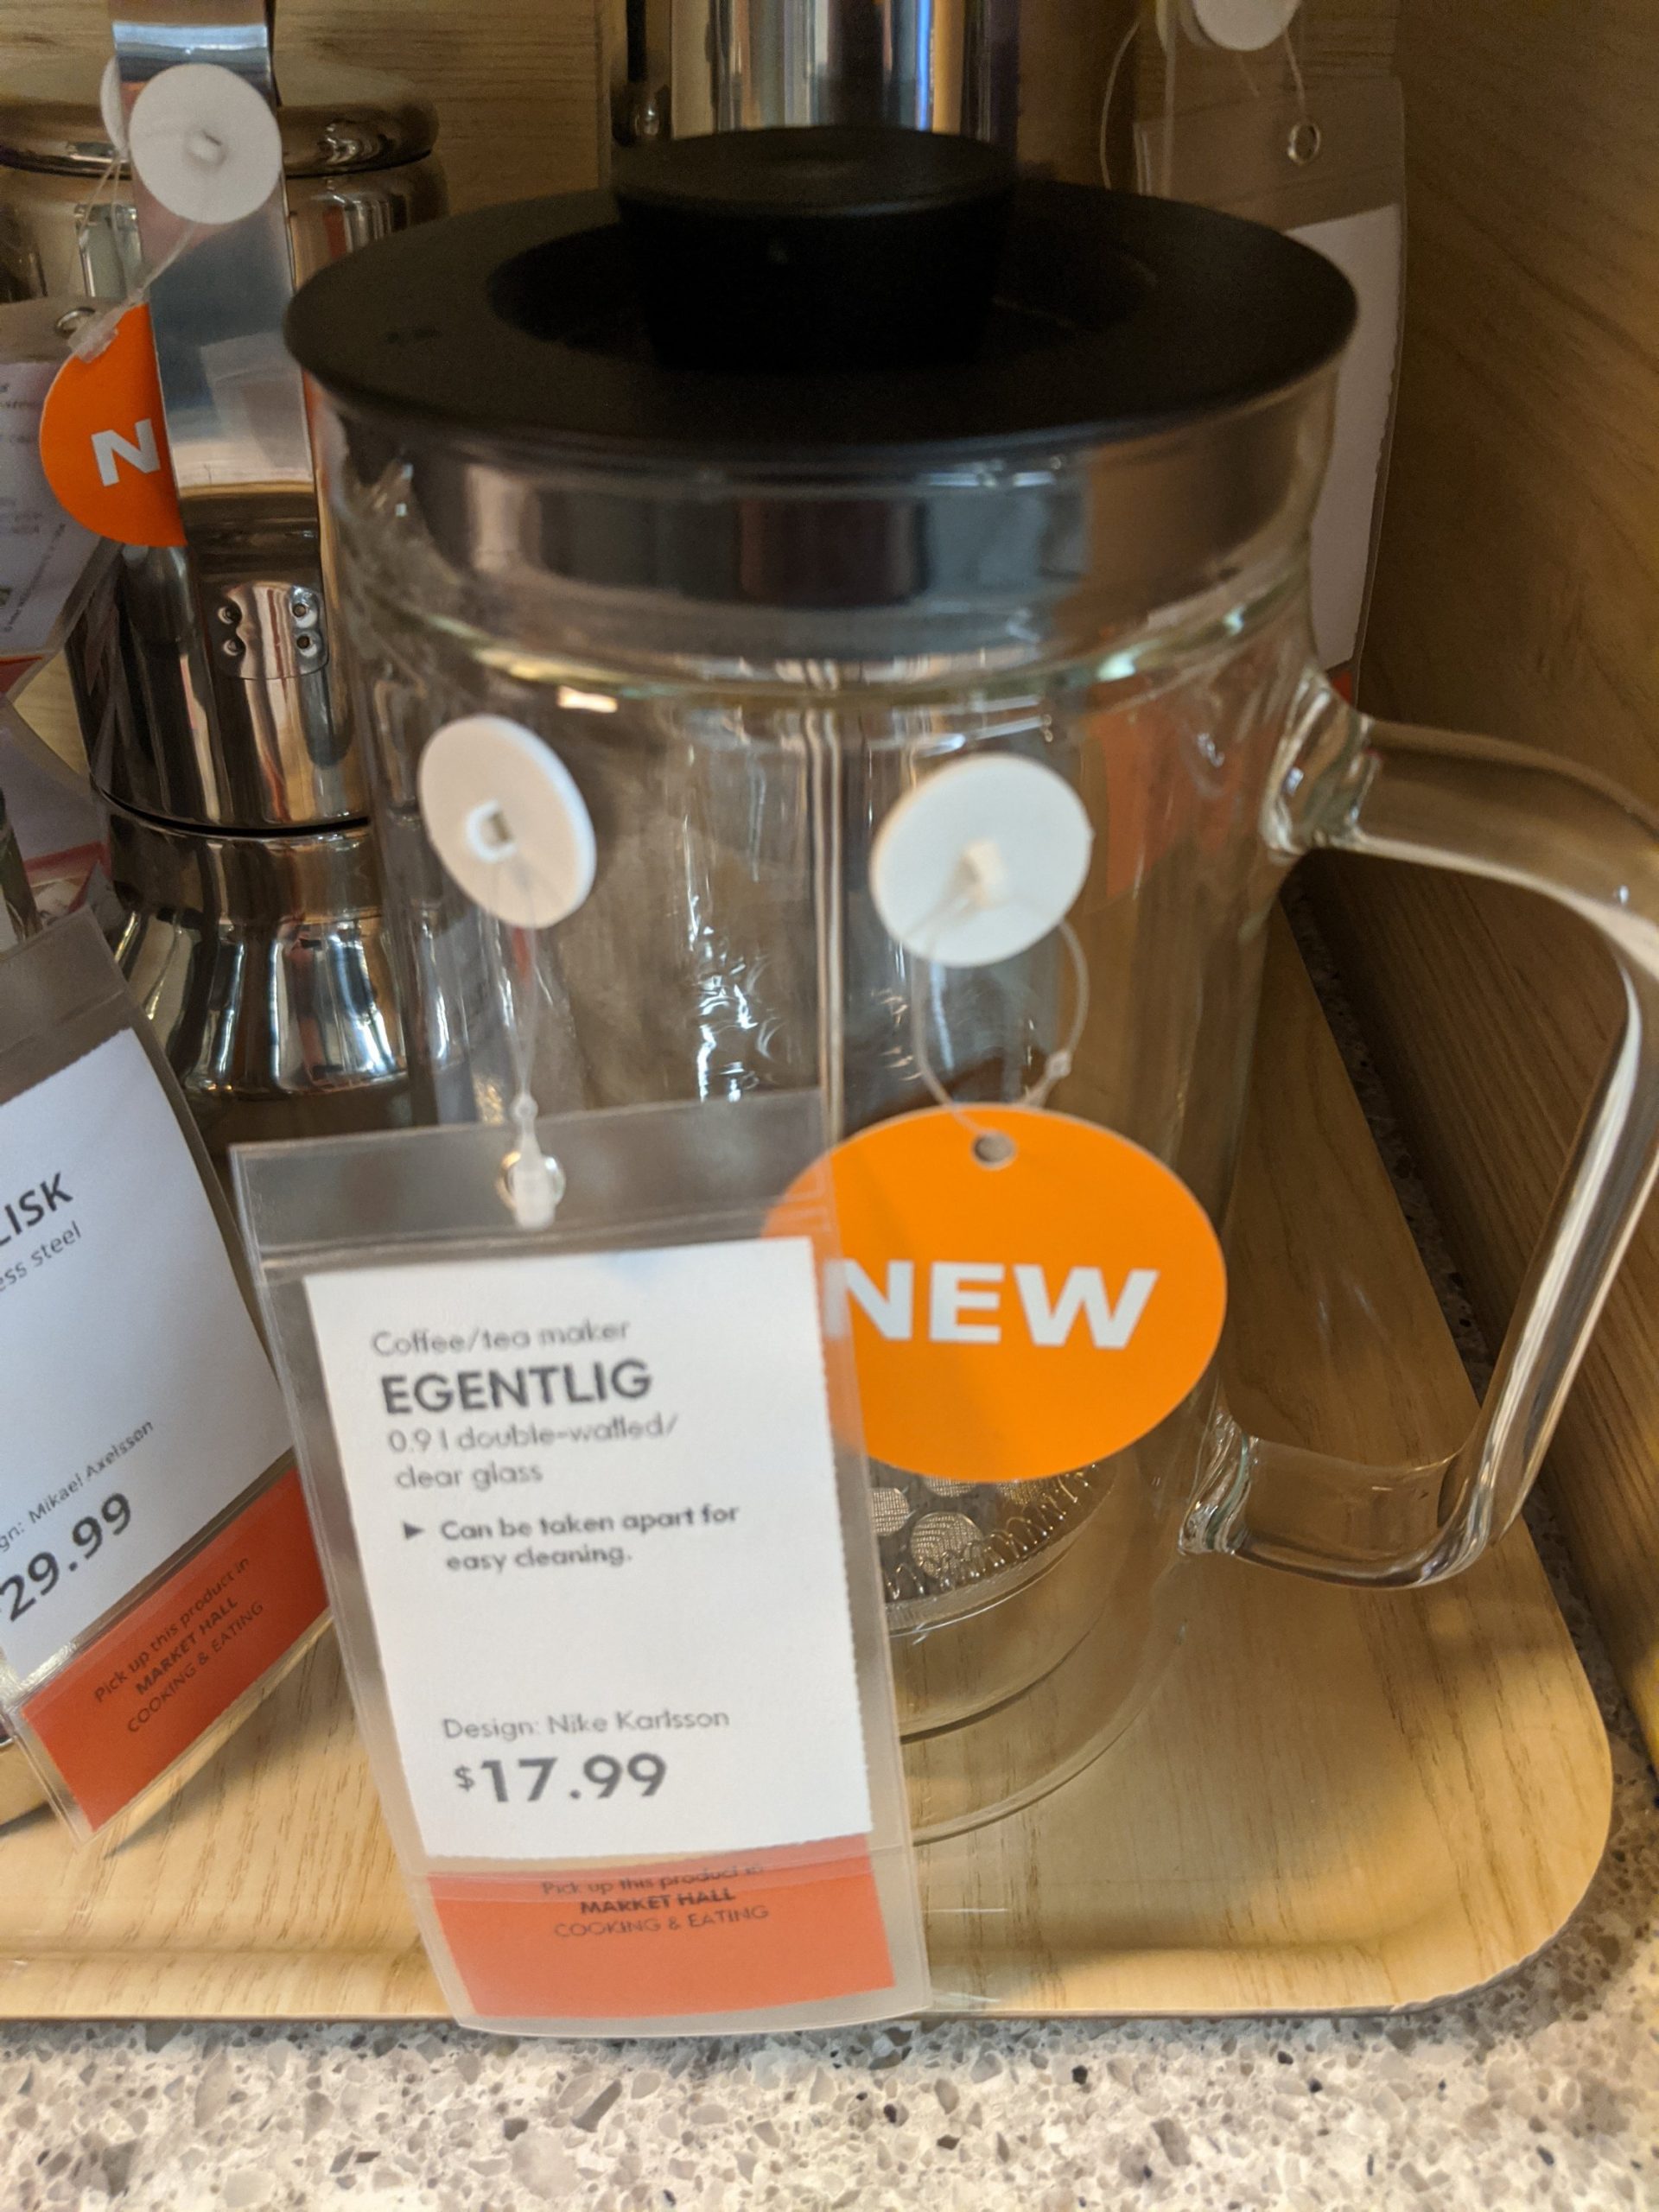 N
LISK
ess steel
gn: Mikael Axelsson
29.99
Pick up this product in
MARKET HALL
COOKING & EATING
NEW
Coffee/tea maker
EGENTLIG
0.9 l double-walled/
clear glass
► Can be taken apart for
easy cleaning.
Design: Nike Karlsson
$17.99
Pick up this product in
MARKET HALL
COOKING & EATING